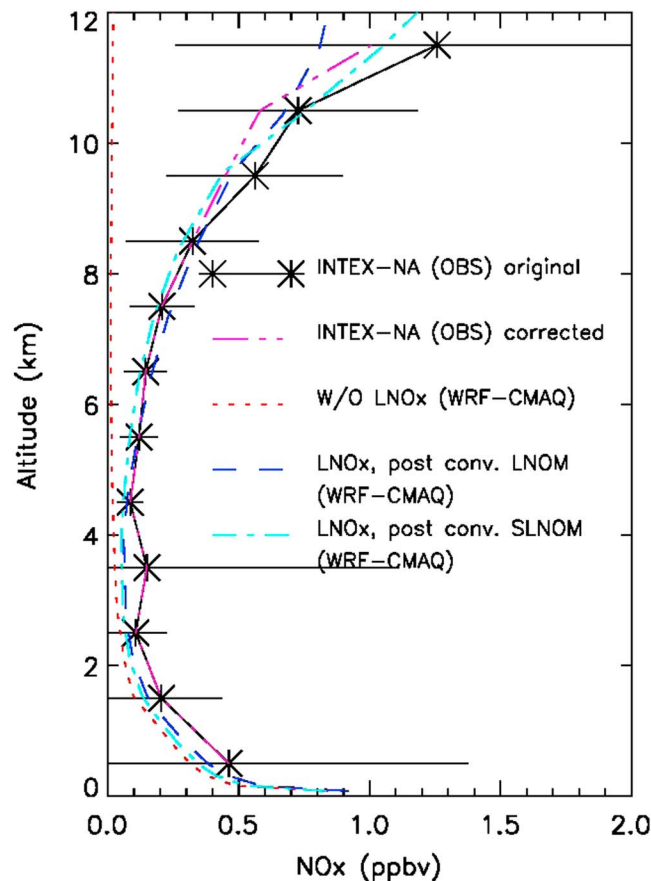 12
10
8
6
4
2
0
Altitude (km)
INTEX-NA (OBS) original
INTEX-NA (OBS) corrected
W/O LNOx (WRF-CMAQ)
LNOx, post conv. LNOM
(WRF-CMAQ)
LNOx, post conv. SLNOM
(WRF-CMAQ)
0.0 0.5 1.0 1.5 2.0
NOx (ppbv)